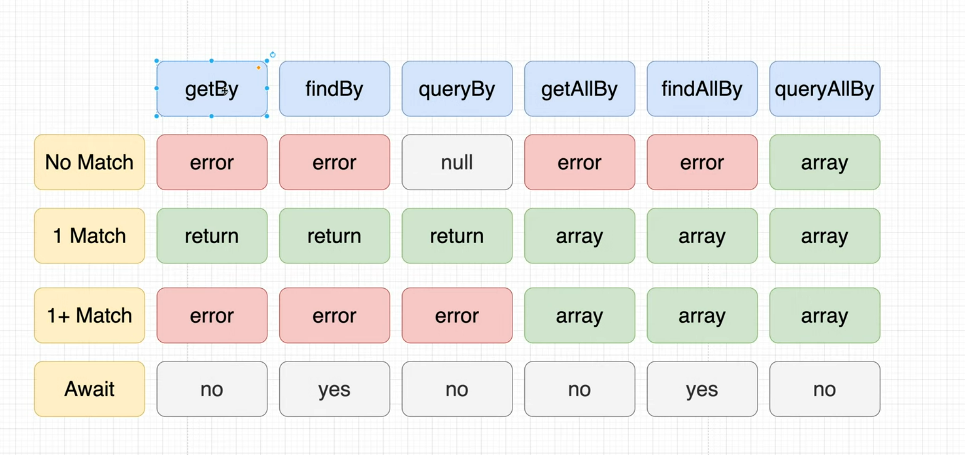 getBy findBy queryBy getAllBy findAllBy queryAllBy
No Match error error null error error array
1 Match return return return array array array
1+ Match error error error array array array
Await no yes no no yes no